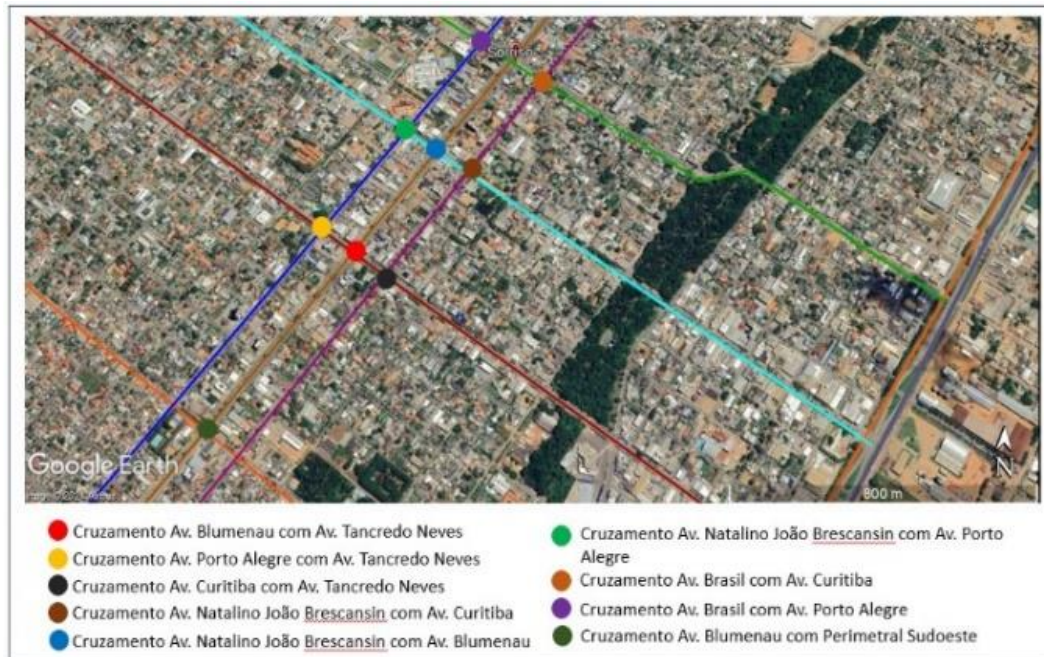 Sorriso
Google Earth
800 m
N
Cruzamento Av. Blumenau com Av. Tancredo Neves
Cruzamento Av. Porto Alegre com Av. Tancredo Neves
Cruzamento Av. Curitiba com Av. Tancredo Neves
Cruzamento Av. Natalino João Brescansin com Av. Curitiba
Cruzamento Av. Natalino João Brescansin com Av. Blumenau
Cruzamento Av. Natalino João Brescansin com Av. Porto
Alegre
Cruzamento Av. Brasil com Av. Curitiba
Cruzamento Av. Brasil com Av. Porto Alegre
Cruzamento Av. Blumenau com Perimetral Sudoeste